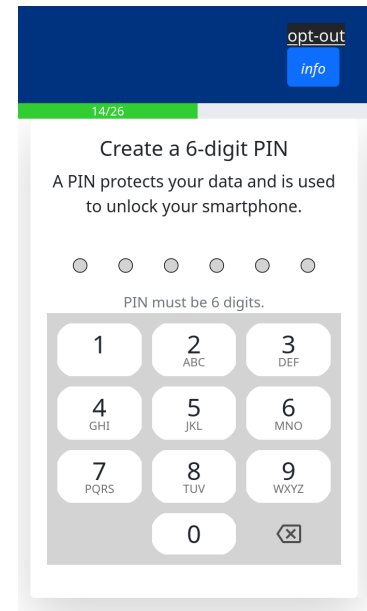 opt-out
info
14/26
Create a 6-digit PIN
A PIN protects your data and is used
to unlock your smartphone.
PIN must be 6 digits.
1 2 3
ABC DEF
4 5 6
GHI JKL MNO
7 8 9
PQRS TUV WXYZ
0